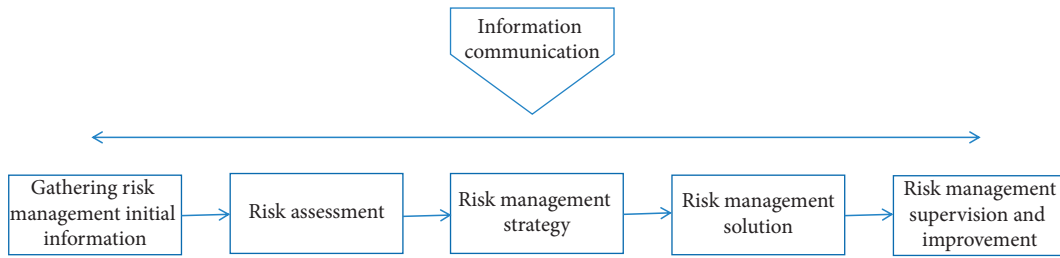 Information
communication
Gathering risk
management initial
information
Risk assessment
Risk management
strategy
Risk management
solution
Risk management
supervision and
improvement